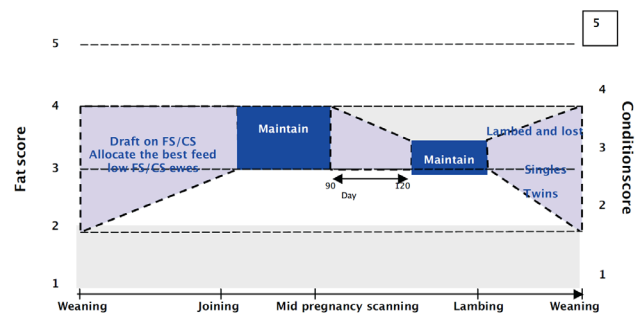 5
5
4
4
Maintain
Draft on FS/CS
Allocate the best feed
low FS/CS ewes
Lambed and lost
3
Maintain
3
Singles
Twins
90
120
Day
2
2
1
1
Fat score
Conditionscore
Weaning
Joining
Mid pregnancy scanning
Lambing
Weaning